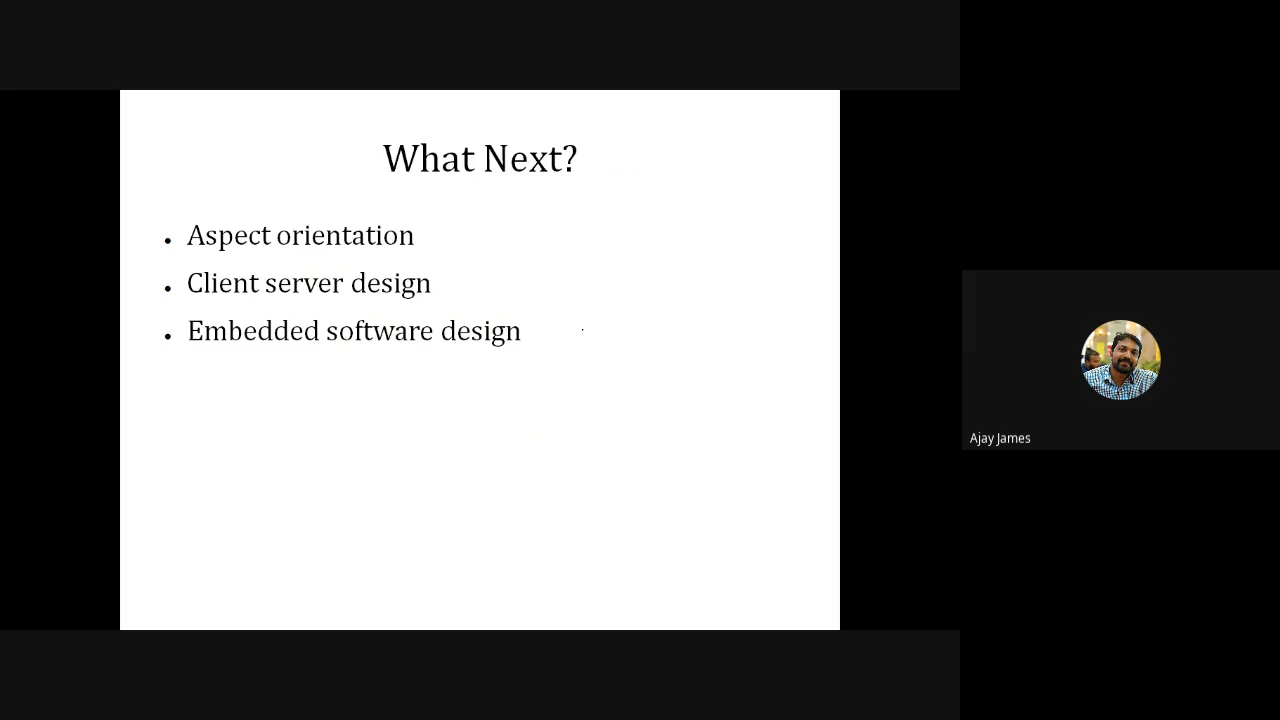 What Next?
• Aspect orientation
• Client server design
• Embedded software design
Ajay James